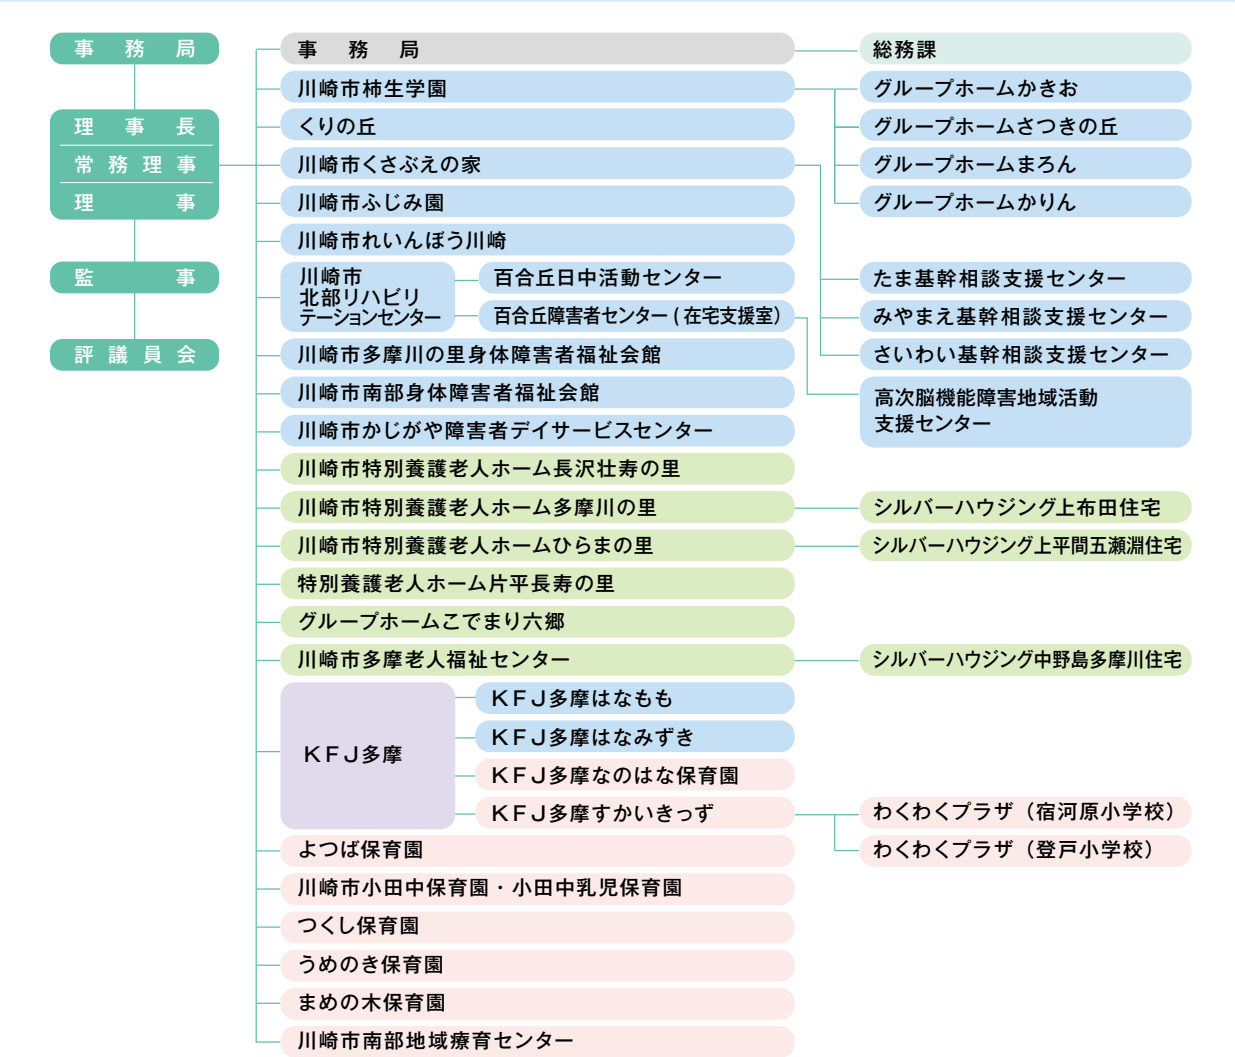 事務局
理事長
常務理事
理事
監事
評議員会
事務局
総務課
川崎市柿生学園
グループホームかきお
くりの丘
グループホームさつきの丘
川崎市くさぶえの家
グループホームまろん
川崎市ふじみ園
グループホームかりん
川崎市れいんぼう川崎
川崎市
北部リハビリ
テーションセンター
百合丘日中活動センター
百合丘障害者センター(在宅支援室)
たま基幹相談支援センター
みやまえ基幹相談支援センター
さいわい基幹相談支援センター
高次脳機能障害地域活動
支援センター
川崎市多摩川の里身体障害者福祉会館
川崎市南部身体障害者福祉会館
川崎市かじがや障害者デイサービスセンター
川崎市特別養護老人ホーム長沢壮寿の里
川崎市特別養護老人ホーム多摩川の里
シルバーハウジング上布田住宅
川崎市特別養護老人ホームひらまの里
シルバーハウジング上平間五瀬淵住宅
特別養護老人ホーム片平長寿の里
グループホームこでまり六郷
川崎市多摩老人福祉センター
シルバーハウジング中野島多摩川住宅
KFJ多摩
KFJ多摩はなもも
KFJ多摩はなみずき
KFJ多摩なのはな保育園
KFJ多摩すかいきっず
わくわくプラザ(宿河原小学校)
わくわくプラザ(登戸小学校)
よつば保育園
川崎市小田中保育園・小田中乳児保育園
つくし保育園
うめのき保育園
まめの木保育園
川崎市南部地域療育センター